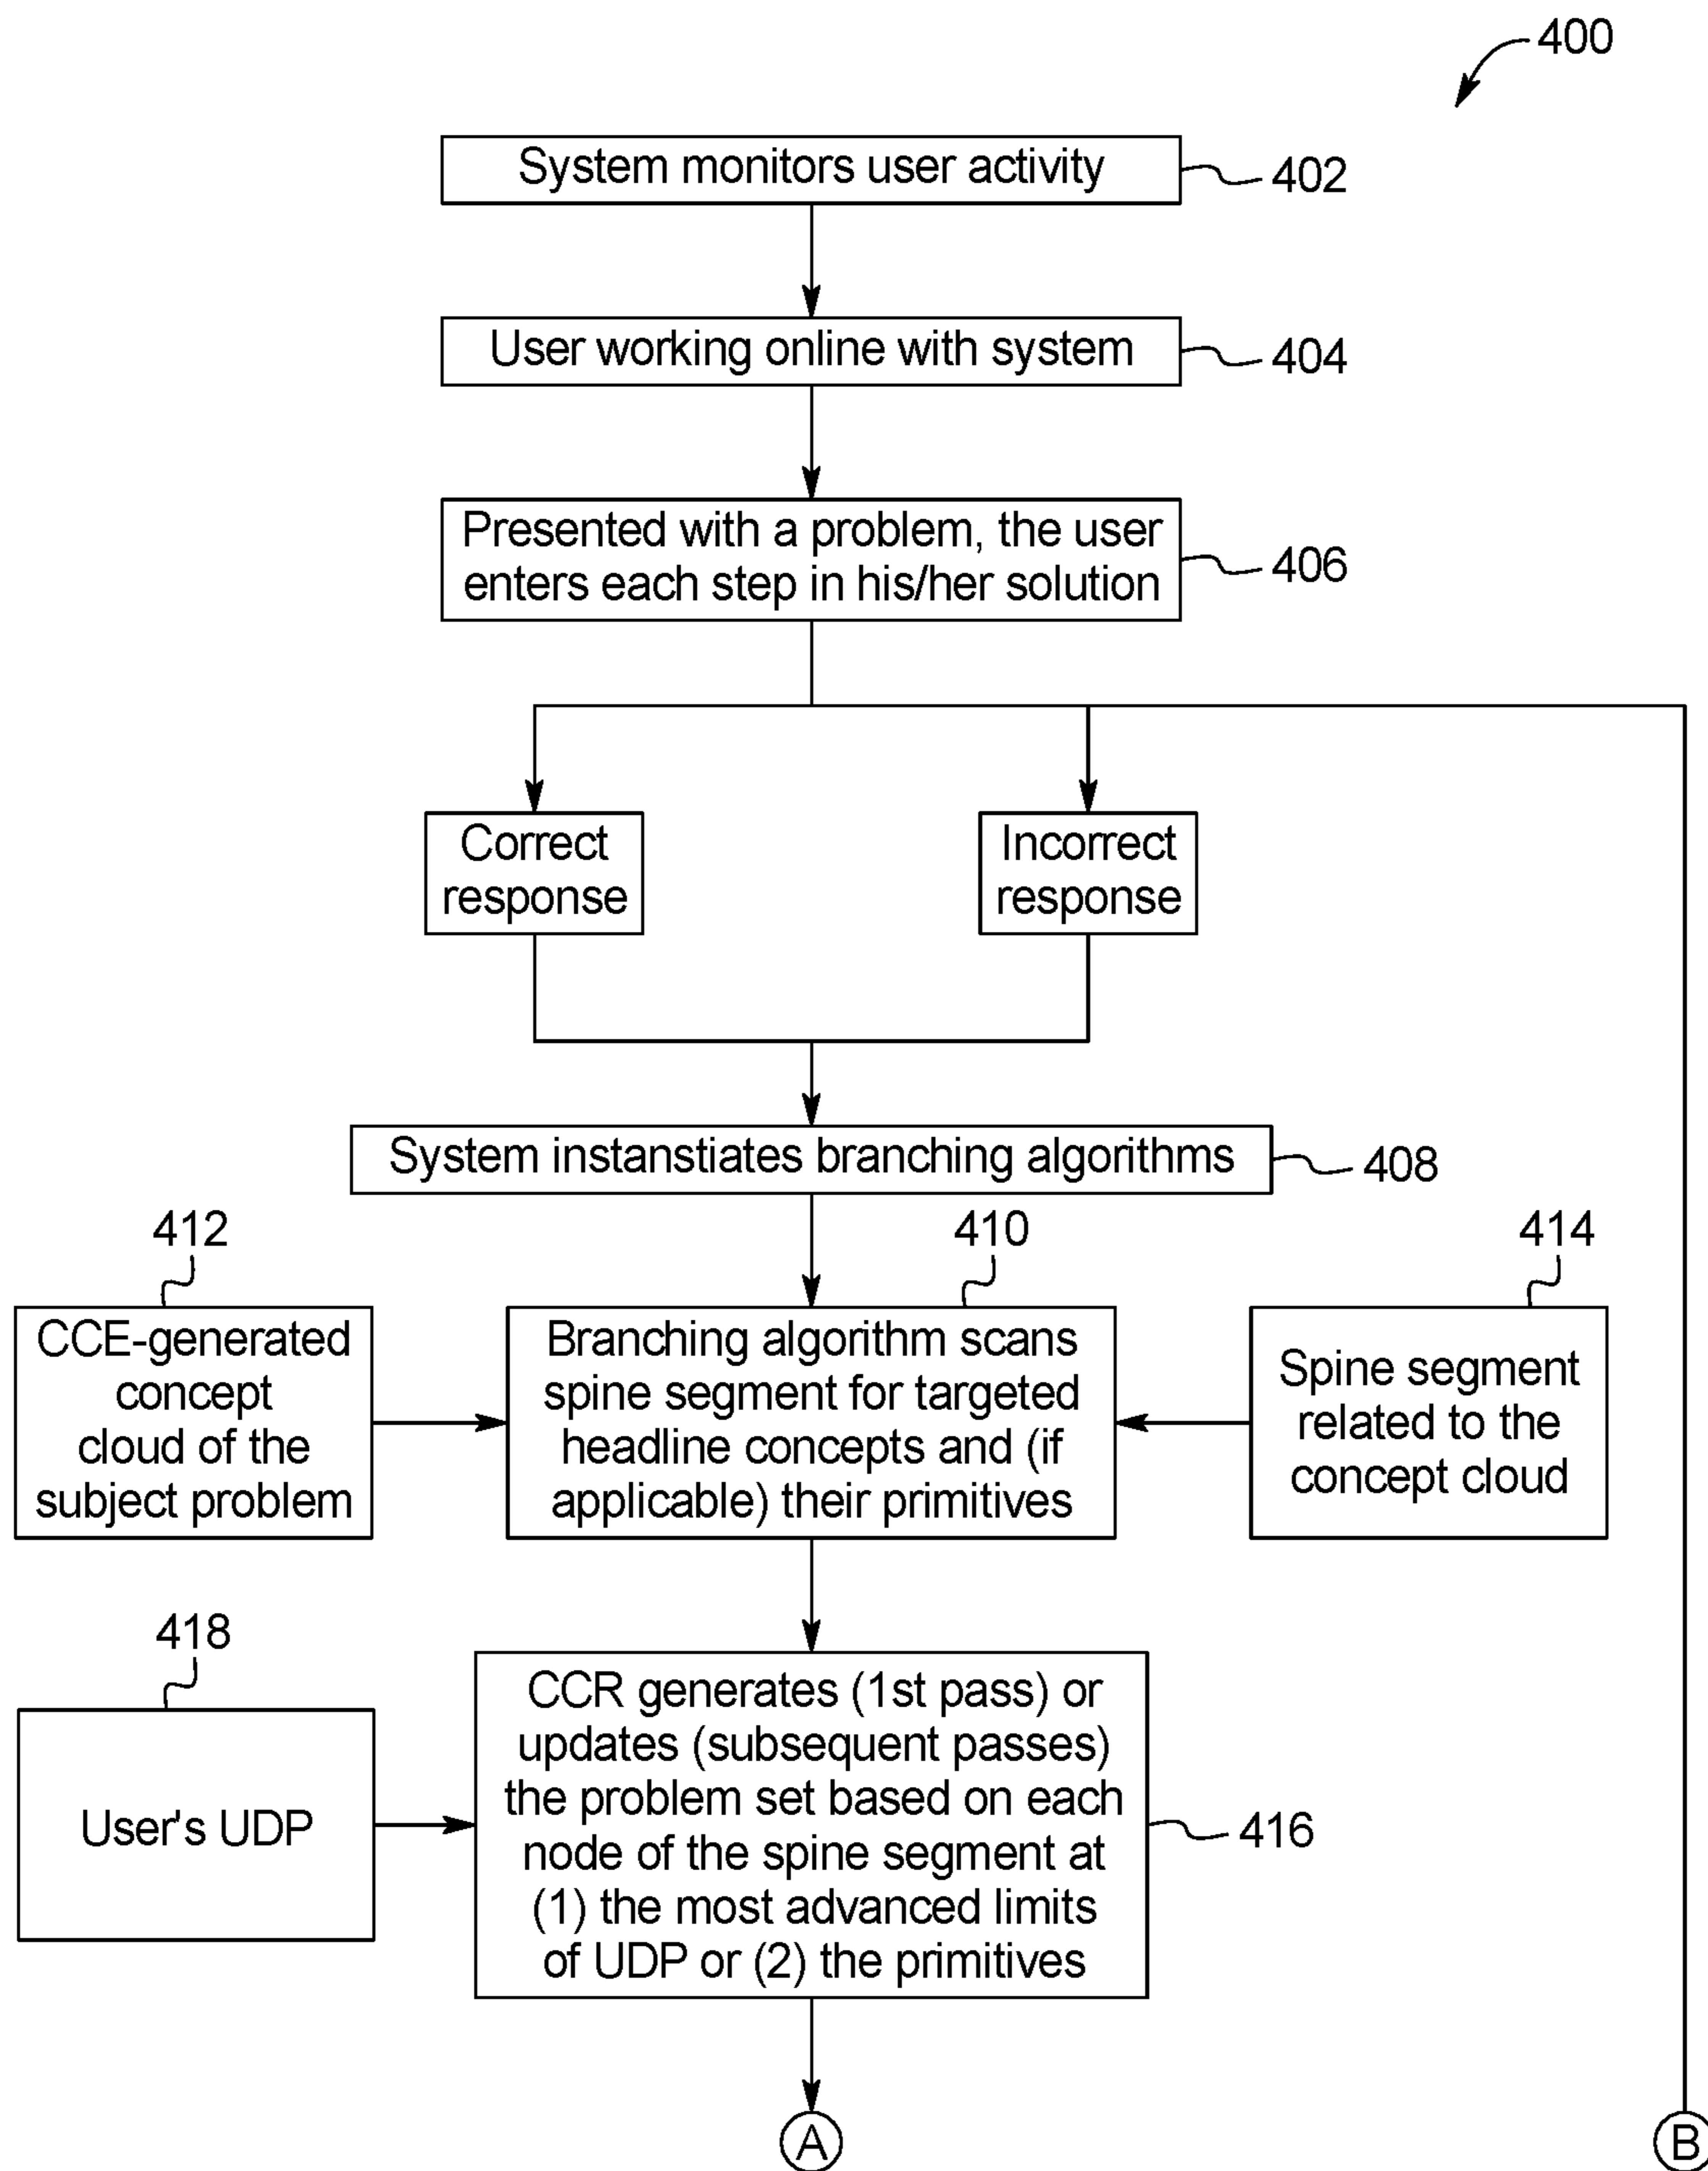 400
System monitors user activity
402
User working online with system
404
Presented with a problem, the user
enters each step in his/her solution
406
Correct
response
Incorrect
response
System instanstiates branching algorithms
408
412
410
414
CCE-generated
concept
cloud of the
subject problem
Branching algorithm scans
spine segment for targeted
headline concepts and (if
applicable) their primitives
Spine segment
related to the
concept cloud
418
User's UDP
CCR generates (1st pass) or
updates (subsequent passes)
the problem set based on each
node of the spine segment at
(1) the most advanced limits
of UDP or (2) the primitives
416
A
B